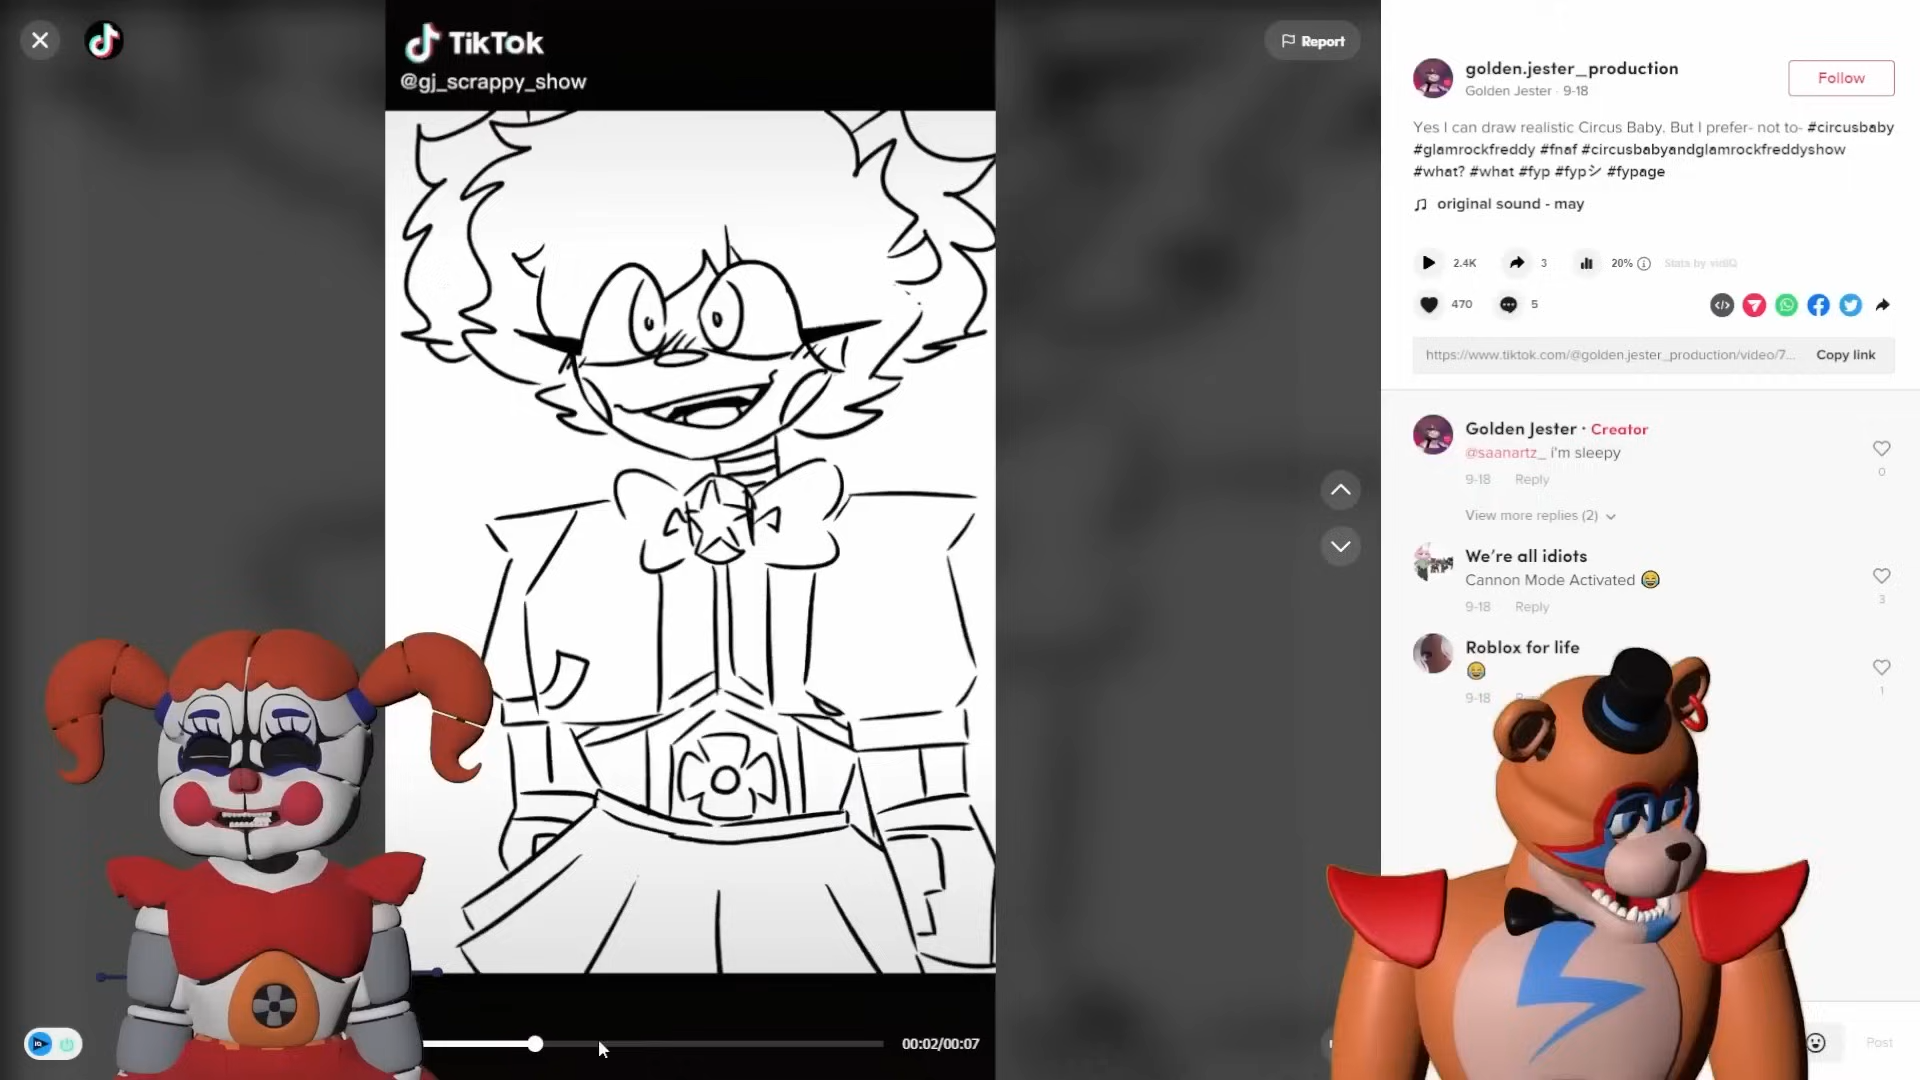 TikTok
@gj_scrappy_show
Report
golden.jester_production
Golden Jester · 9-18
Follow
Yes I can draw realistic Circus Baby. But I prefer- not to- #circusbaby
#glamrockfreddy #fnaf #circusbabyandglamrockfreddyshow
#what? #what #fyp #fypシ #fypage
original sound - may
2.4K
3
20%
Stats by vidIQ
470
5
https://www.tiktok.com/@golden.jester_production/video/7...
Copy link
Golden Jester · Creator
@saanartz_ i'm sleepy
0
9-18 Reply
View more replies (2)
We're all idiots
Cannon Mode Activated 😂
3
9-18 Reply
Roblox for life
😂
1
9-18
00:02/00:07
Post